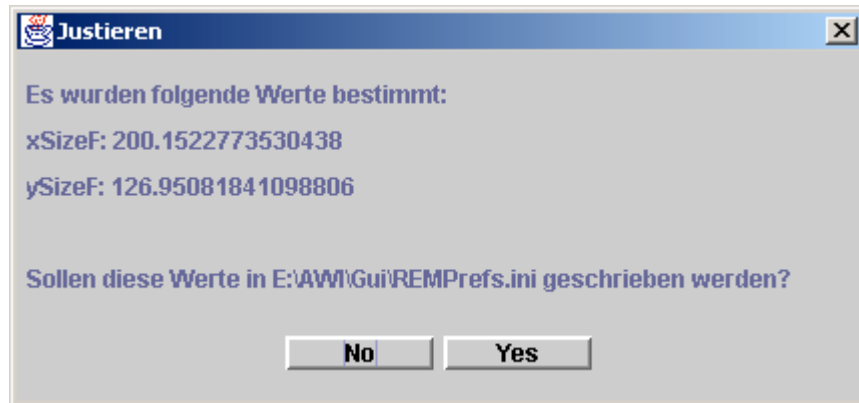 Justieren
Es wurden folgende Werte bestimmt:
xSizeF: 200.1522773530438
ySizeF: 126.95081841098806
Sollen diese Werte in E:\AWI\Gui\REMPrefs.ini geschrieben werden?
No Yes